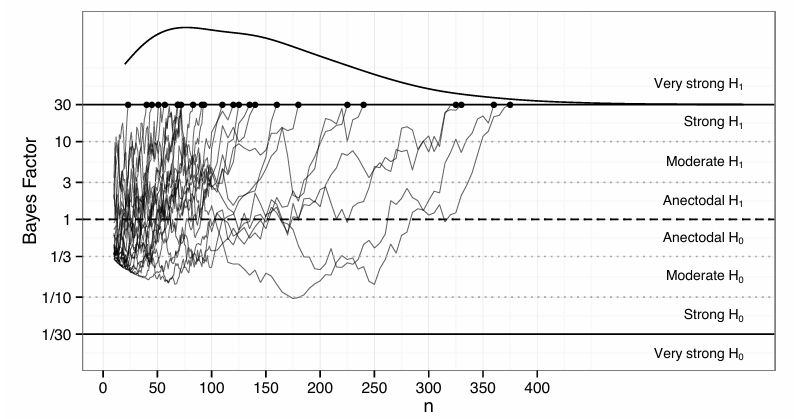 Very strong H₁
30
Strong H₁
10
Moderate H₁
3
Anectodal H₁
1
Anectodal H₀
1/3
Moderate H₀
1/10
Strong H₀
1/30
Very strong H₀
Bayes Factor
0 50 100 150 200 250 300 350 400
n